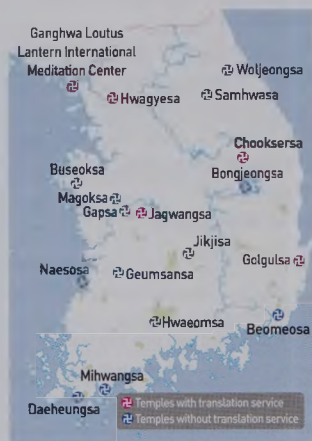 Ganghwa Loutus
Lantern International
Meditation Center
Woljeongsa
Hwagyesa
Samhwasa
Chooksersa
Buseoksa
Bongjeongsa
Magoksa
Gapsa
Jagwangsa
Jikjisa
Golgulsa
Naesosa
Geumsansa
Hwaeomsa
Beomeosa
Mihwangsa
Daeheungsa
Temples with translation service
Temples without translation service